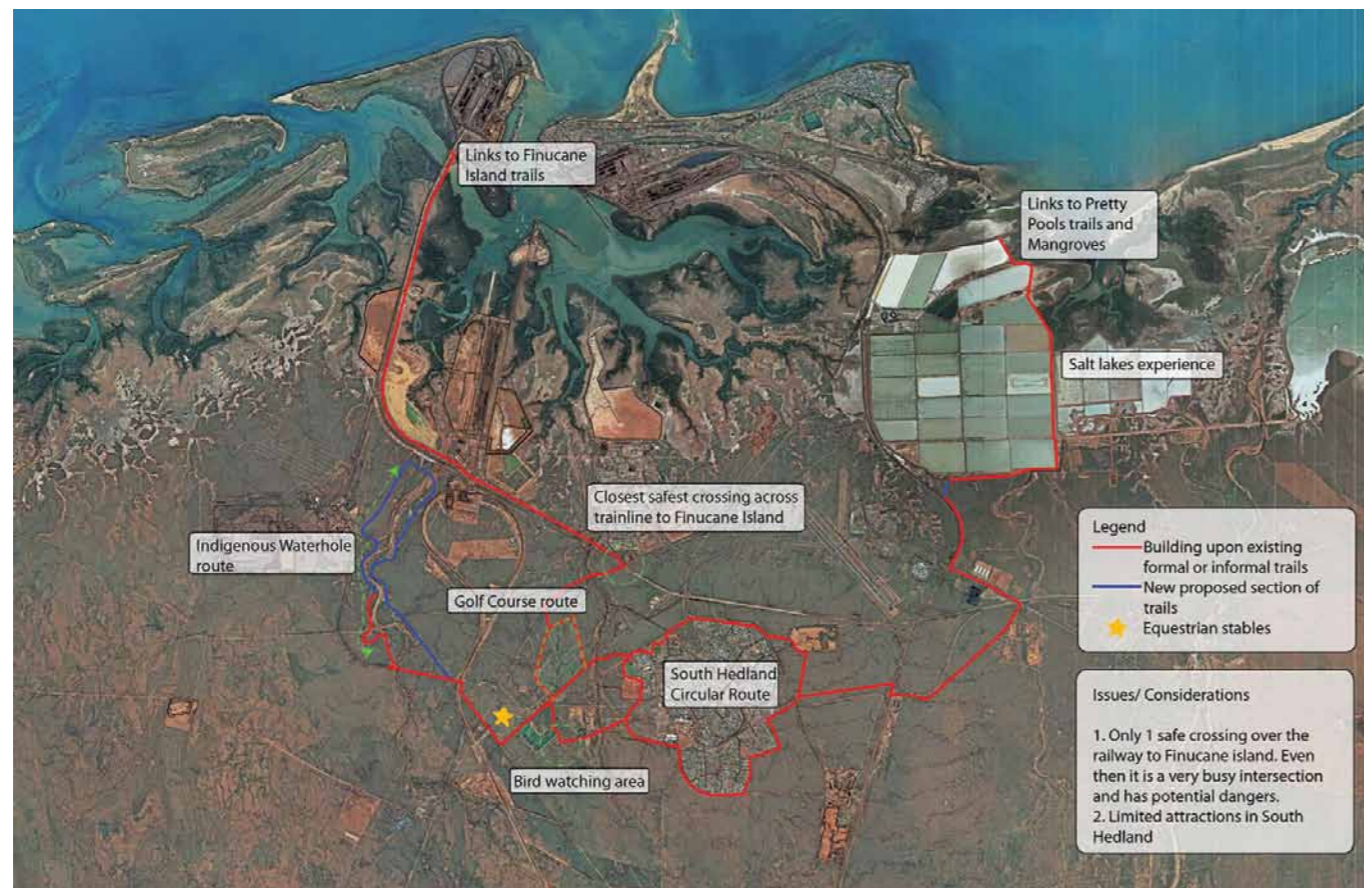 Links to Finucane
Island trails
Links to Pretty
Pools trails and
Mangroves
Salt lakes experience
Closest safest crossing across
trainline to Finucane Island
Indigenous Waterhole
route
Golf Course route
South Hedland
Circular Route
Bird watching area
Legend
Building upon existing
formal or informal trails
New proposed section of
trails
Equestrian stables
Issues/ Considerations
1. Only 1 safe crossing over the
railway to Finucane island. Even
then it is a very busy intersection
and has potential dangers.
2. Limited attractions in South
Hedland